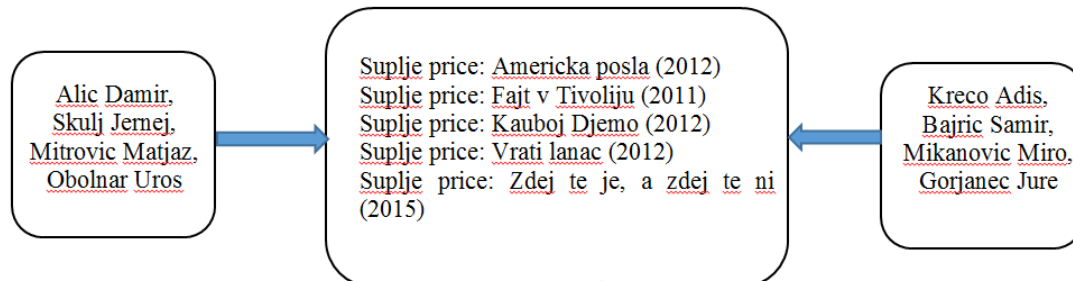 Alic Damir,
Skulj Jernej,
Mitrovic Matjaz,
Obolnar Uros
Suplje price: Americka posla (2012)
Suplje price: Fajt v Tivoliju (2011)
Suplje price: Kauboj Djemo (2012)
Suplje price: Vrati lanac (2012)
Suplje price: Zdej te je, a zdej te ni
(2015)
Kreco Adis,
Bajric Samir,
Mikanovic Miro,
Gorjanec Jure